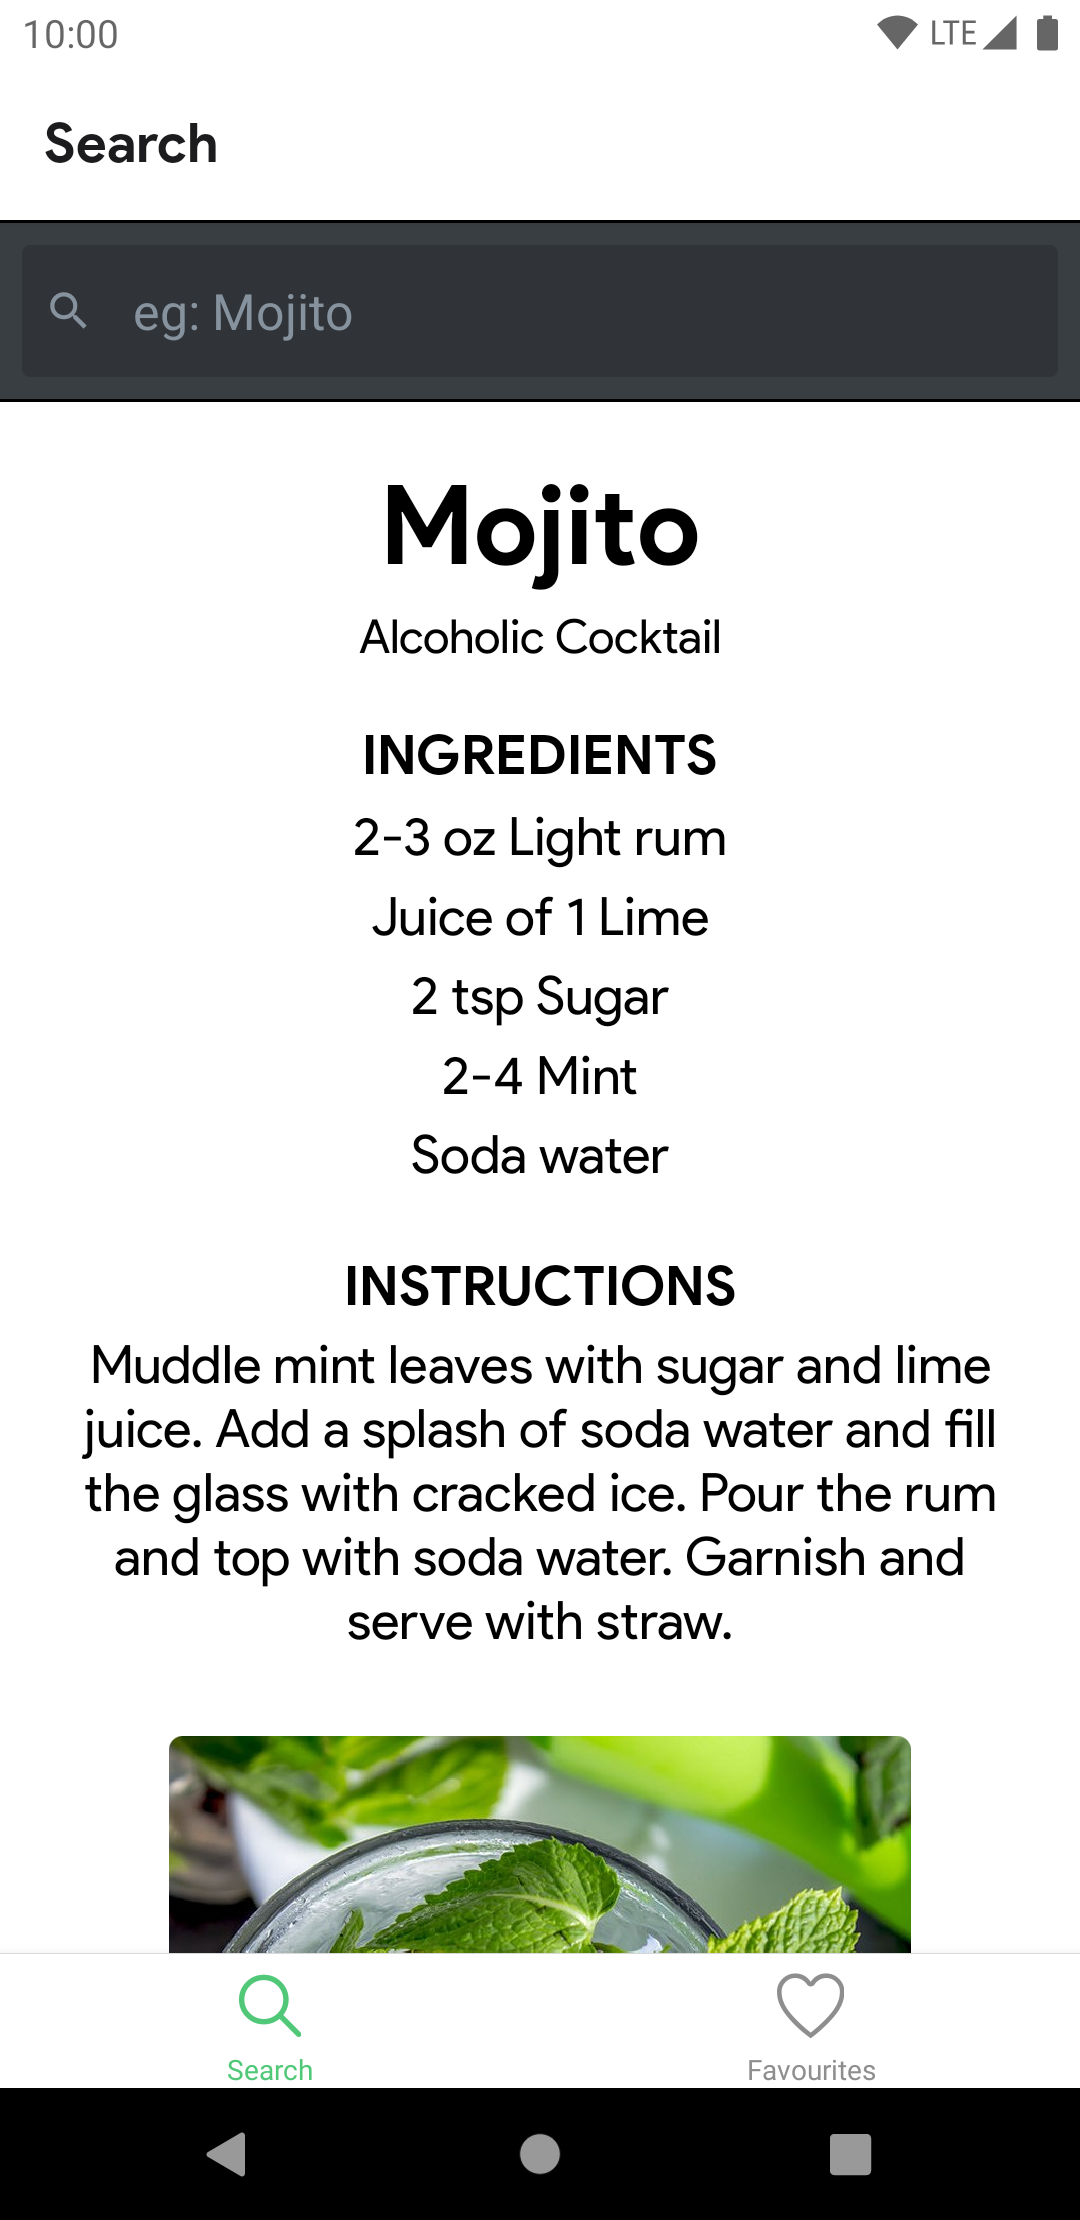 10:00
LTE
Search
eg: Mojito
Mojito
Alcoholic Cocktail
INGREDIENTS
2-3 oz Light rum
Juice of 1 Lime
2 tsp Sugar
2-4 Mint
Soda water
INSTRUCTIONS
Muddle mint leaves with sugar and lime
juice. Add a splash of soda water and fill
the glass with cracked ice. Pour the rum
and top with soda water. Garnish and
serve with straw.
Search
Favourites